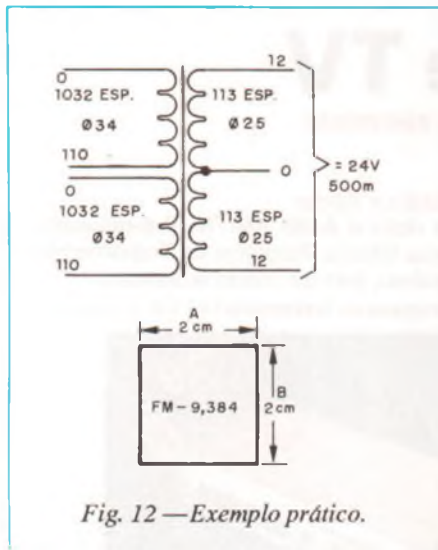 0
1032 ESP.
Ø34
110
0
1032 ESP.
Ø34
110
12
113 ESP.
Ø25
0
113 ESP.
Ø25
12
= 24V
500m
A
2 cm
FM-9,384
B
2cm
Fig. 12 — Exemplo prático.
TV